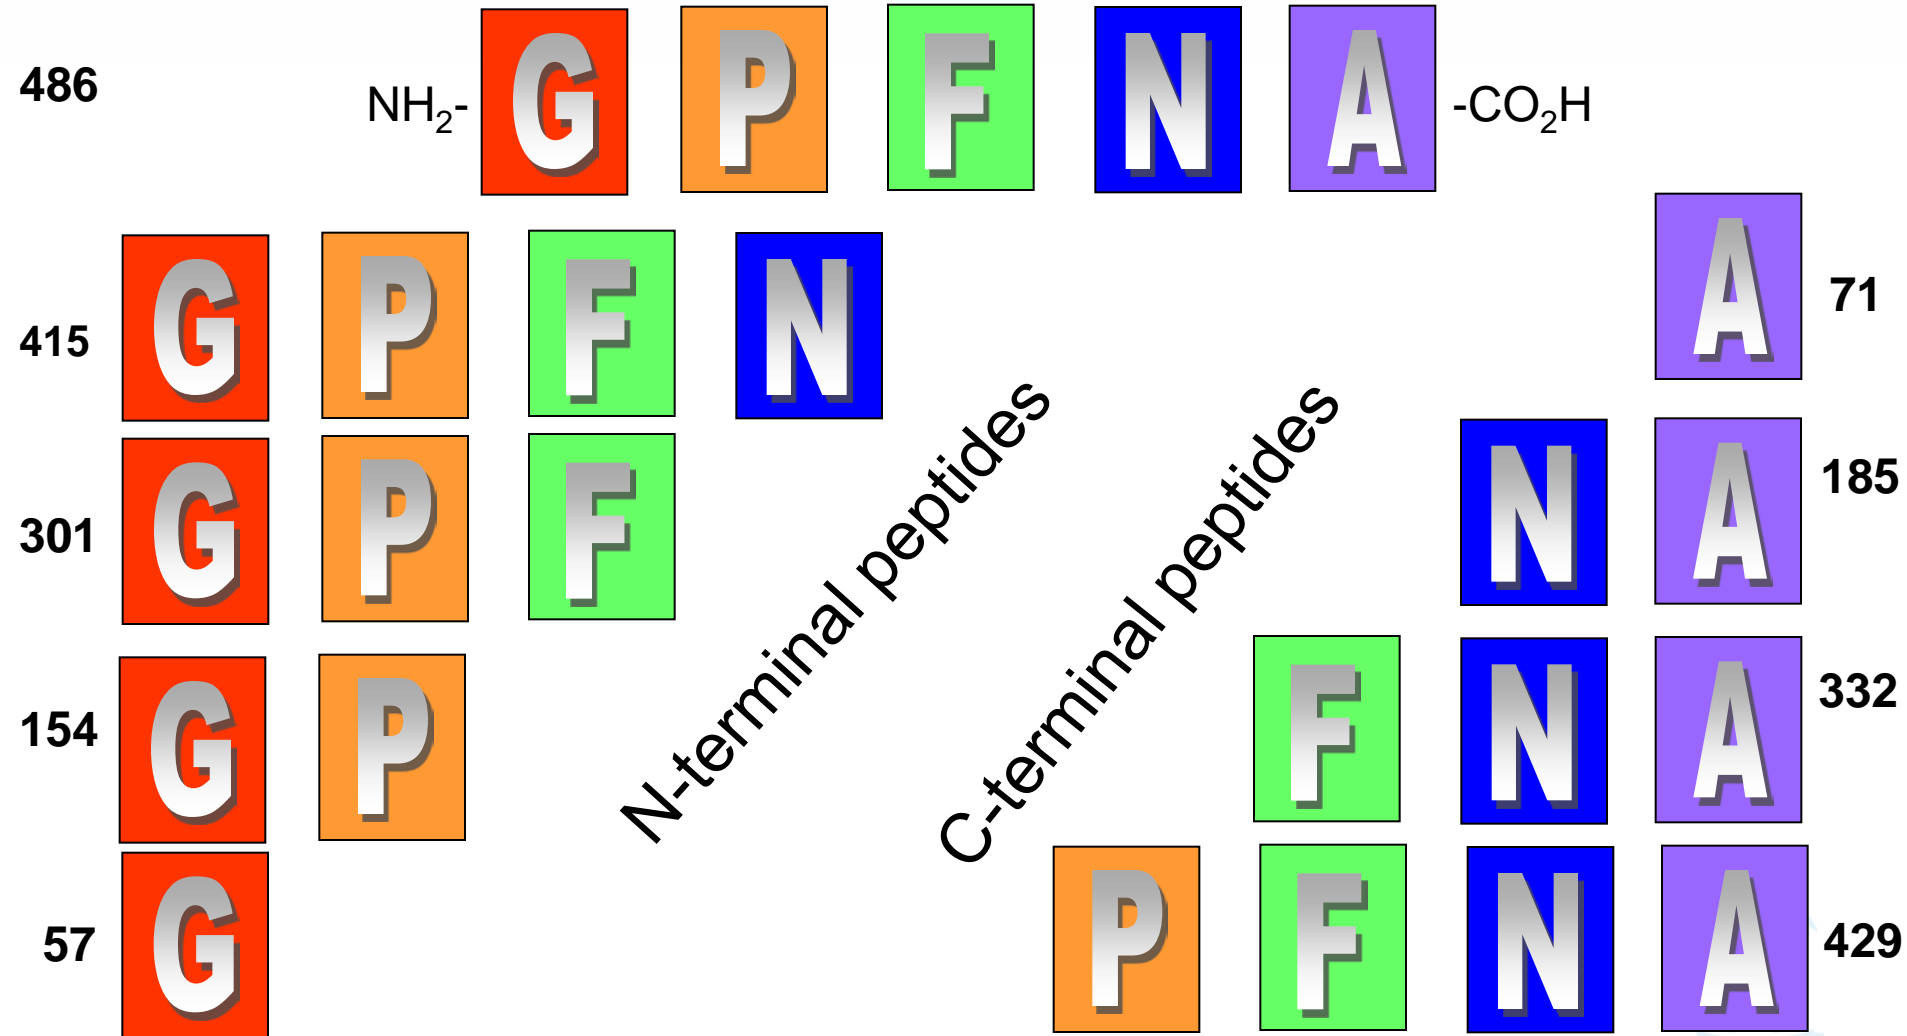 486 NH₂- G P F N A -CO₂H
415 G P F N
A 71
301 G P F
N A 185
154 G P
F N A 332
57 G
P F N A 429
N-terminal peptides
C-terminal peptides